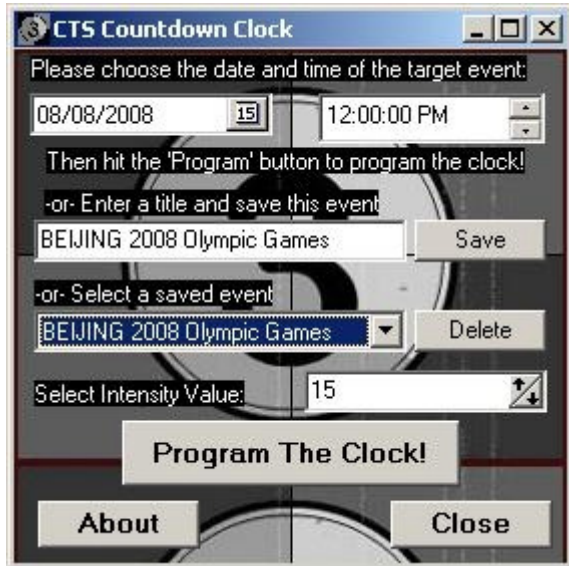 CTS Countdown Clock
Please choose the date and time of the target event:
08/08/2008 15 12:00:00 PM
Then hit the 'Program' button to program the clock!
-or- Enter a title and save this event
BEIJING 2008 Olympic Games Save
-or- Select a saved event
BEIJING 2008 Olympic Games Delete
Select Intensity Value: 15
Program The Clock!
About Close